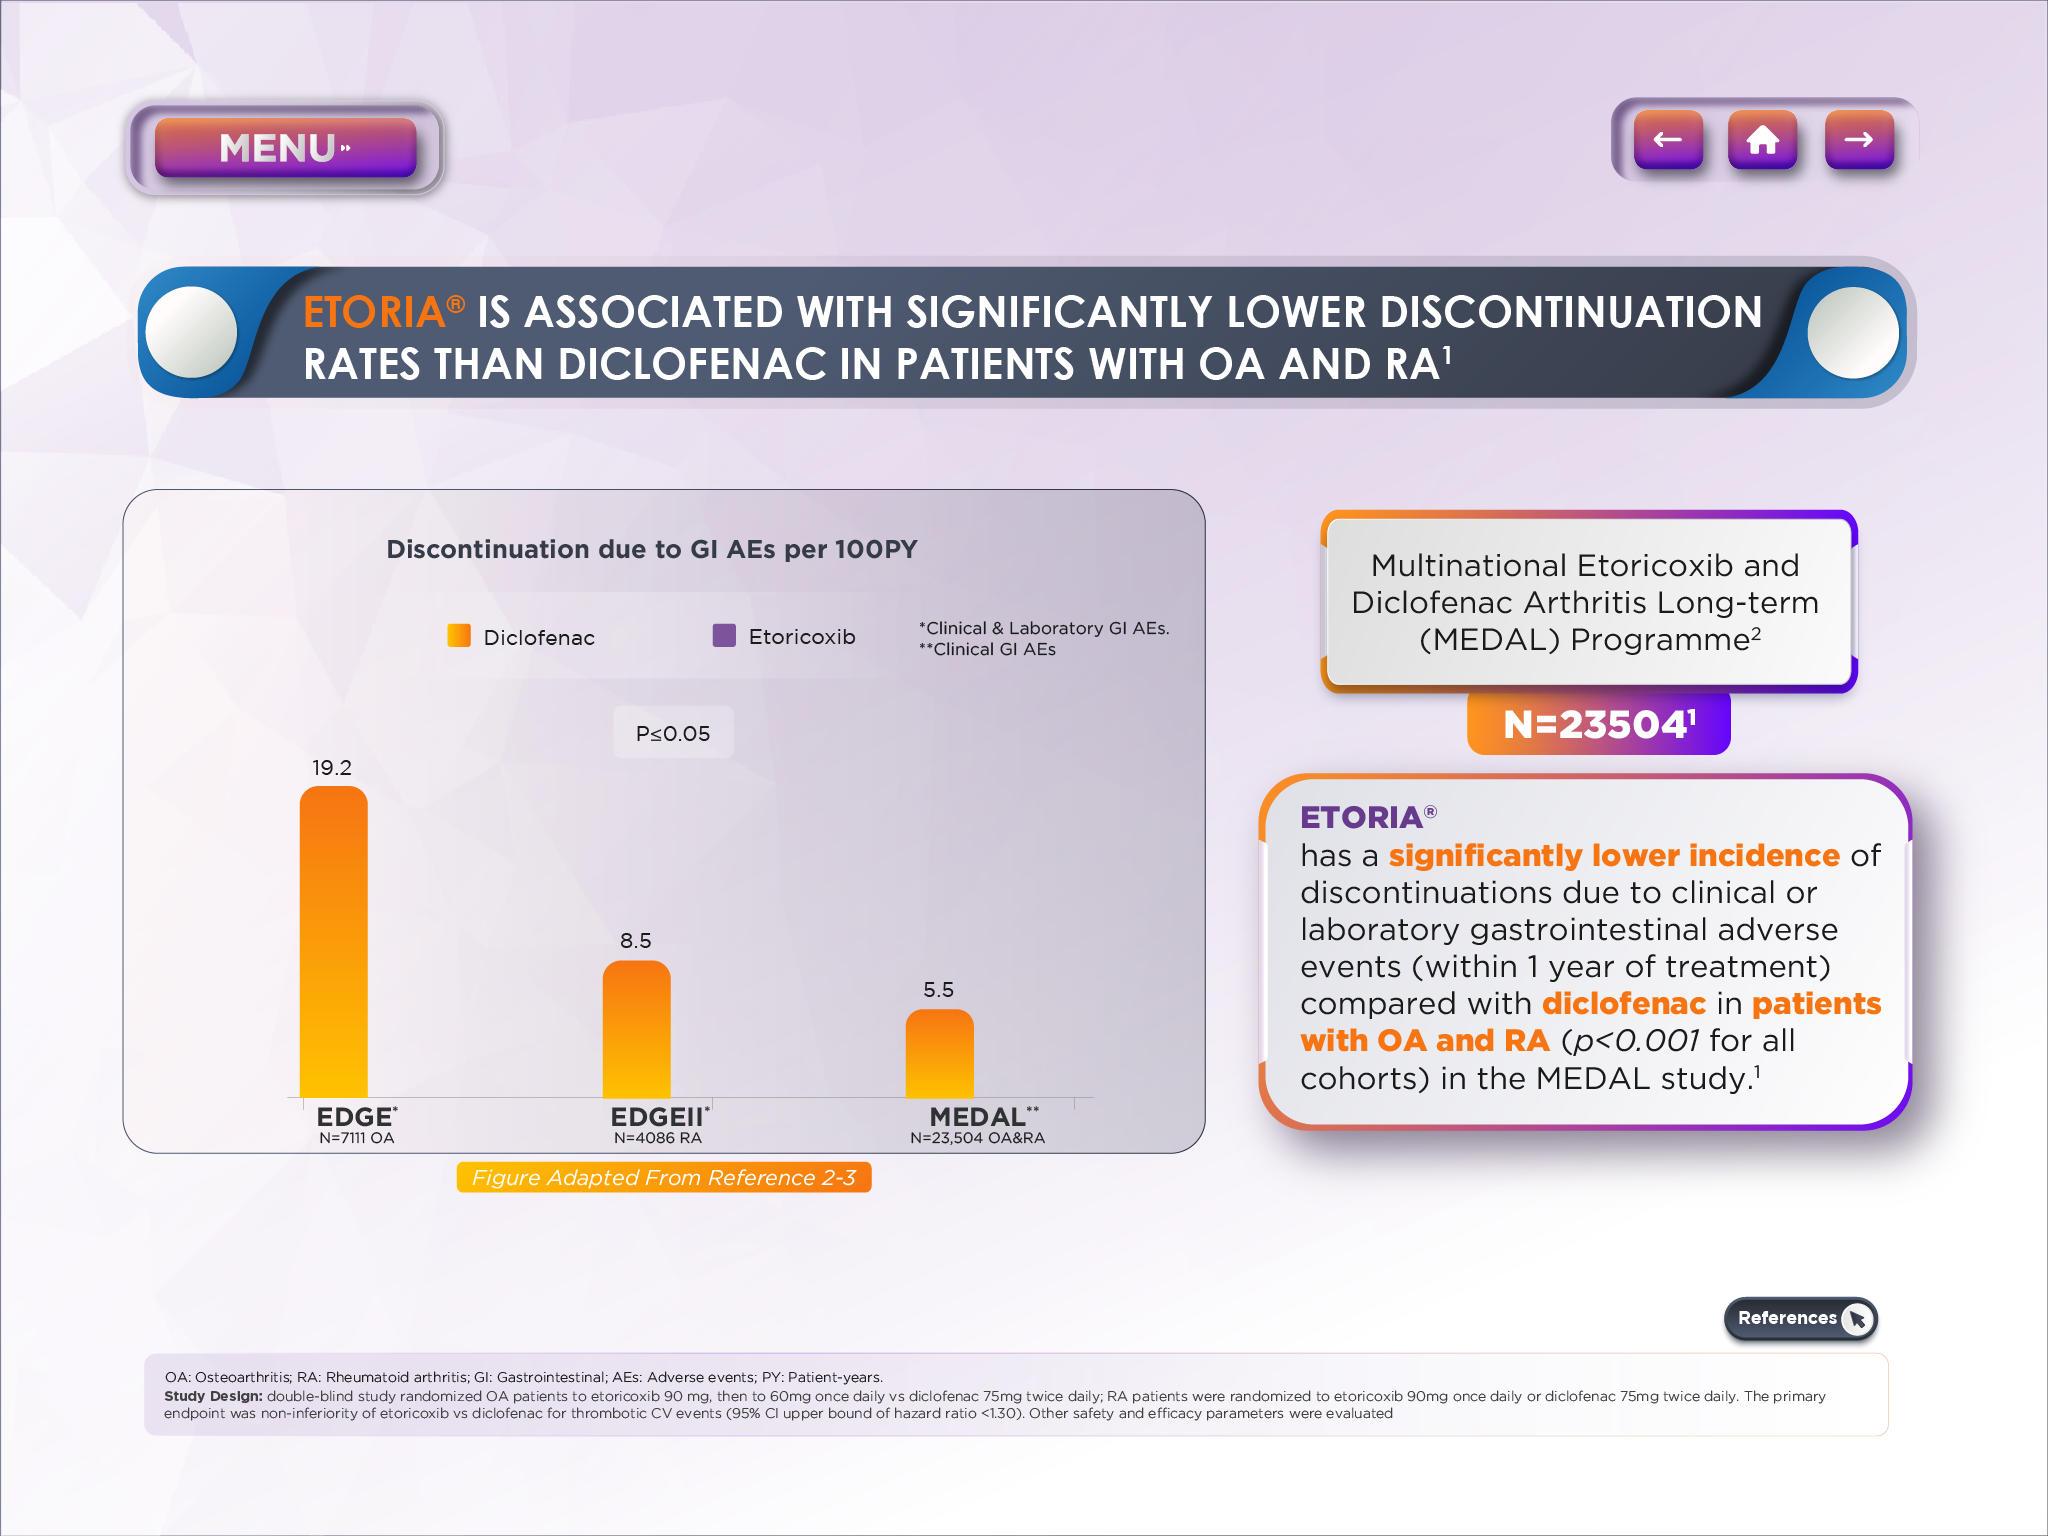 MENU»
ETORIA® IS ASSOCIATED WITH SIGNIFICANTLY LOWER DISCONTINUATION
RATES THAN DICLOFENAC IN PATIENTS WITH OA AND RA¹
Discontinuation due to GI AEs per 100PY
Diclofenac
Etoricoxib
*Clinical & Laboratory GI AEs.
**Clinical GI AEs
P≤0.05
19.2
8.5
5.5
EDGE*
N=7111 OA
EDGEII*
N=4086 RA
MEDAL**
N=23,504 OA&RA
Figure Adapted From Reference 2-3
Multinational Etoricoxib and
Diclofenac Arthritis Long-term
(MEDAL) Programme²
N=23504¹
ETORIA®
has a significantly lower incidence of
discontinuations due to clinical or
laboratory gastrointestinal adverse
events (within 1 year of treatment)
compared with diclofenac in patients
with OA and RA (p<0.001 for all
cohorts) in the MEDAL study.¹
References
OA: Osteoarthritis; RA: Rheumatoid arthritis; GI: Gastrointestinal; AEs: Adverse events; PY: Patient-years.
Study Design: double-blind study randomized OA patients to etoricoxib 90 mg, then to 60mg once daily vs diclofenac 75mg twice daily; RA patients were randomized to etoricoxib 90mg once daily or diclofenac 75mg twice daily. The primary
endpoint was non-inferiority of etoricoxib vs diclofenac for thrombotic CV events (95% CI upper bound of hazard ratio <1.30). Other safety and efficacy parameters were evaluated